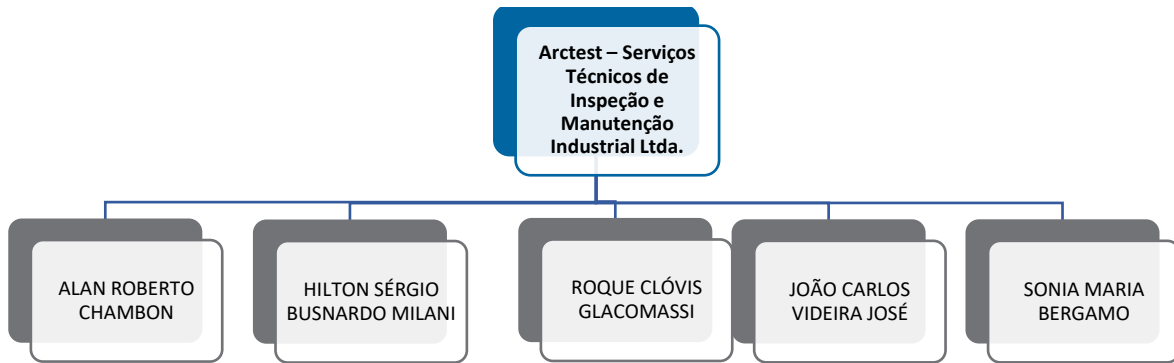 Arctest – Serviços
Técnicos de
Inspeção e
Manutenção
Industrial Ltda.
ALAN ROBERTO
CHAMBON
HILTON SÉRGIO
BUSNARDO MILANI
ROQUE CLÓVIS
GLACOMASSI
JOÃO CARLOS
VIDEIRA JOSÉ
SONIA MARIA
BERGAMO